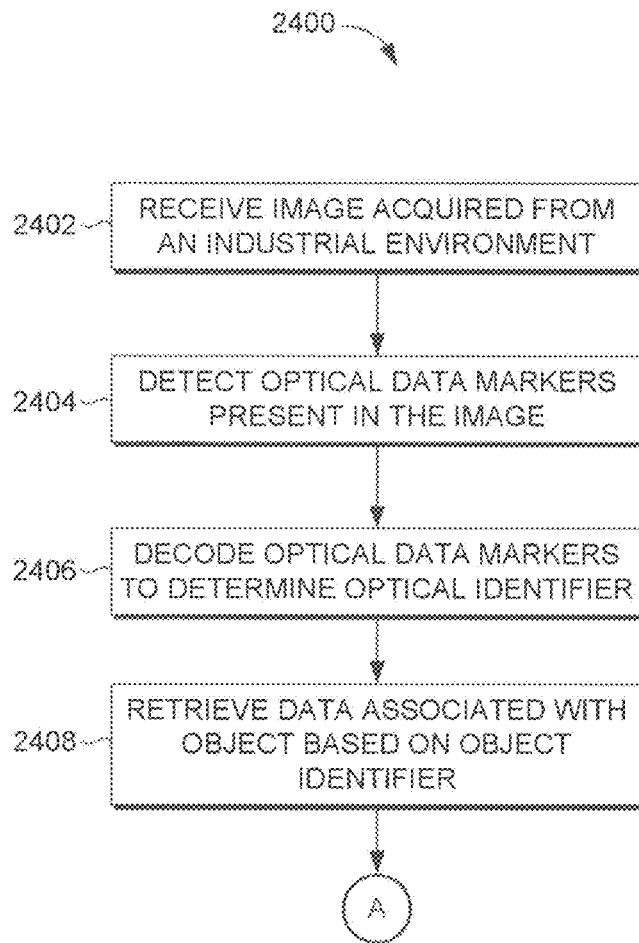 2400
2402
RECEIVE IMAGE ACQUIRED FROM
AN INDUSTRIAL ENVIRONMENT
2404
DETECT OPTICAL DATA MARKERS
PRESENT IN THE IMAGE
2406
DECODE OPTICAL DATA MARKERS
TO DETERMINE OPTICAL IDENTIFIER
2408
RETRIEVE DATA ASSOCIATED WITH
OBJECT BASED ON OBJECT
IDENTIFIER
A